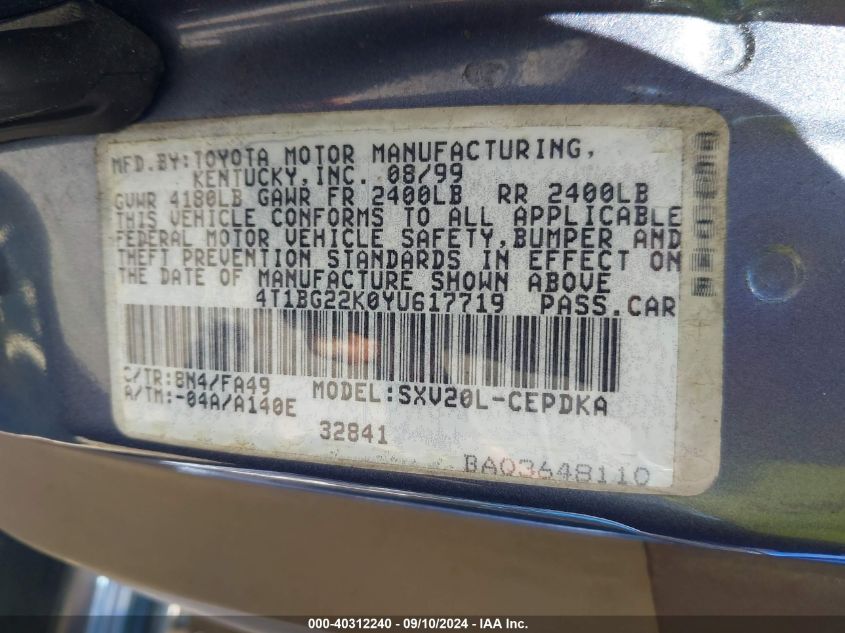 MFD.BY:TOYOTA MOTOR MANUFACTURING,
KENTUCKY,INC. 08/99
GVWR 4180LB GAWR FR 2400LB RR 2400LB
THIS VEHICLE CONFORMS TO ALL APPLICABLE
FEDERAL MOTOR VEHICLE SAFETY,BUMPER AND
THEFT PREVENTION STANDARDS IN EFFECT ON
THE DATE OF MANUFACTURE SHOWN ABOVE
4T1BG22K0YU617719 PASS.CAR
C/TR:8N4/FA49 MODEL:SXV20L-CEPDKA
A/TM:-04A/A140E
32841
BAQ3648110
000-40312240 - 09/10/2024 - IAA Inc.